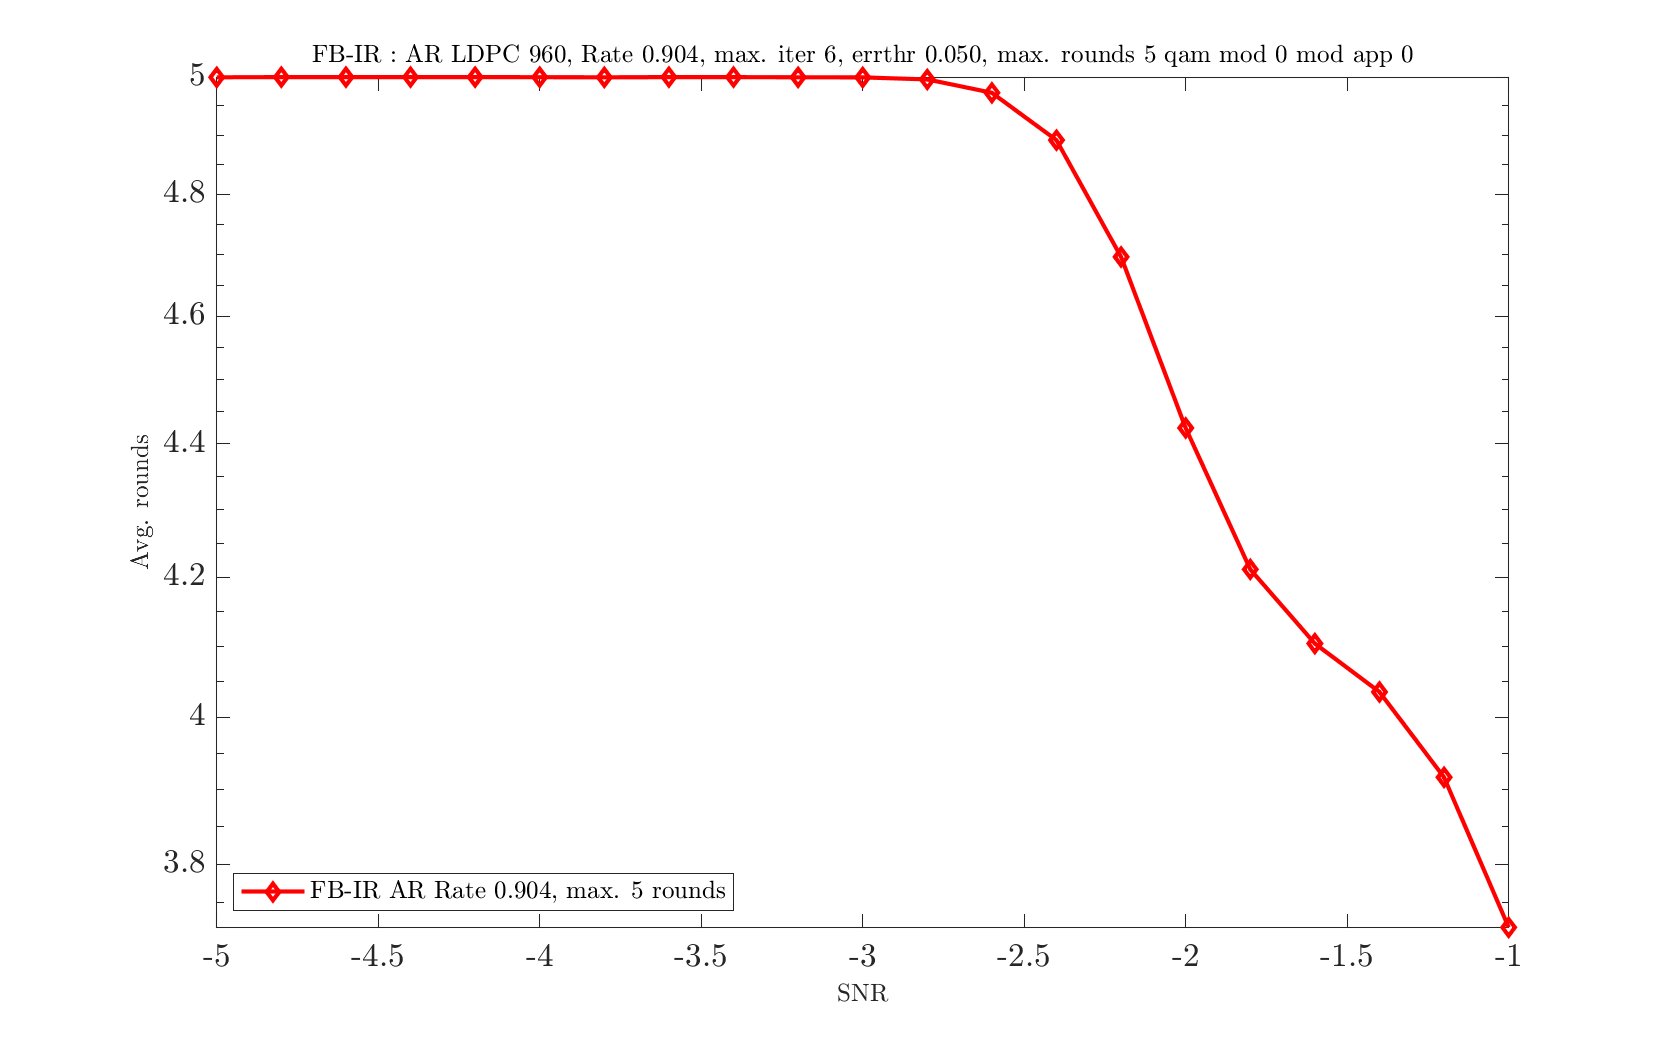 FB-IR : AR LDPC 960, Rate 0.904, max. iter 6, errthr 0.050, max. rounds 5 qam mod 0 mod app 0
5
4.8
4.6
4.4
4.2
4
3.8
Avg. rounds
FB-IR AR Rate 0.904, max. 5 rounds
-5 -4.5 -4 -3.5 -3 -2.5 -2 -1.5 -1
SNR